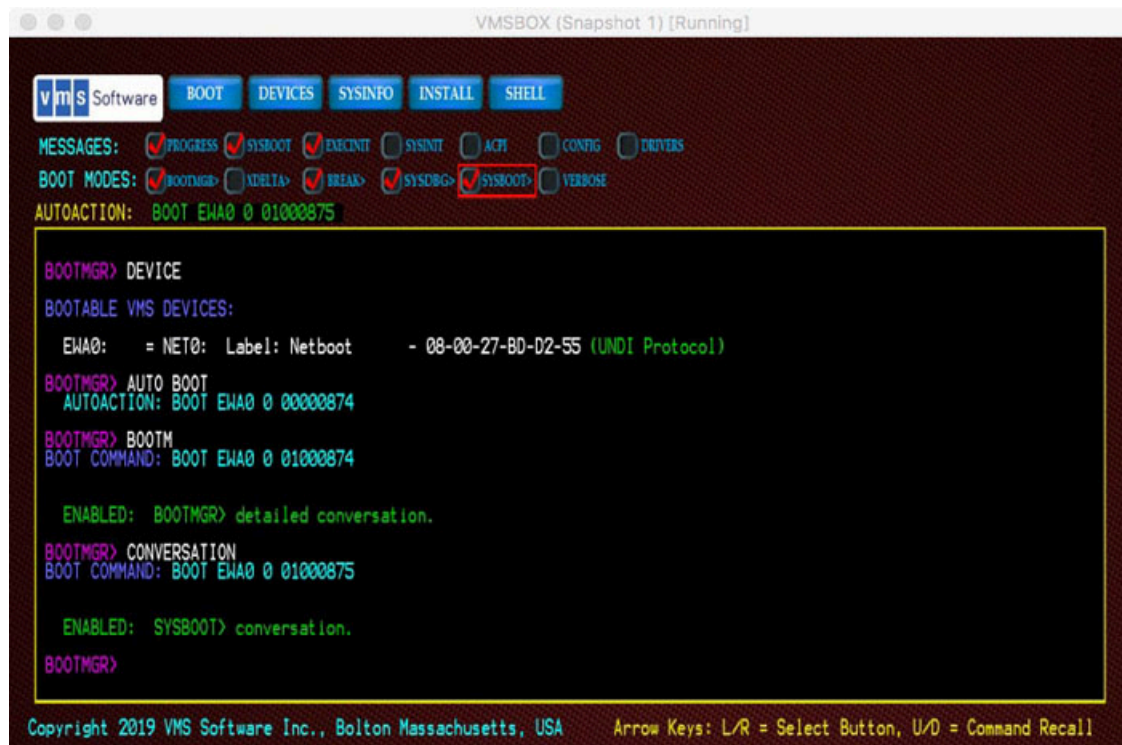 VMSBOX (Snapshot 1) [Running]
vms Software BOOT DEVICES SYSINFO INSTALL SHELL
MESSAGES: PROGRESS SYSBOOT EXECINIT SYSINIT ACPI CONFIG DRIVERS
BOOT MODES: BOOTMGR> XDELTA> BREAK> SYSDBG> SYSBOOT> VERBOSE
AUTOACTION: BOOT EWA0 0 01000875
BOOTMGR> DEVICE
BOOTABLE VMS DEVICES:
EWA0: = NET0: Label: Netboot - 08-00-27-BD-D2-55 (UNDI Protocol)
BOOTMGR> AUTO BOOT
AUTOACTION: BOOT EWA0 0 00000874
BOOTMGR> BOOTM
BOOT COMMAND: BOOT EWA0 0 01000874
ENABLED: BOOTMGR> detailed conversation.
BOOTMGR> CONVERSATION
BOOT COMMAND: BOOT EWA0 0 01000875
ENABLED: SYSBOOT> conversation.
BOOTMGR>
Copyright 2019 VMS Software Inc., Bolton Massachusetts, USA Arrow Keys: L/R = Select Button, U/D = Command Recall